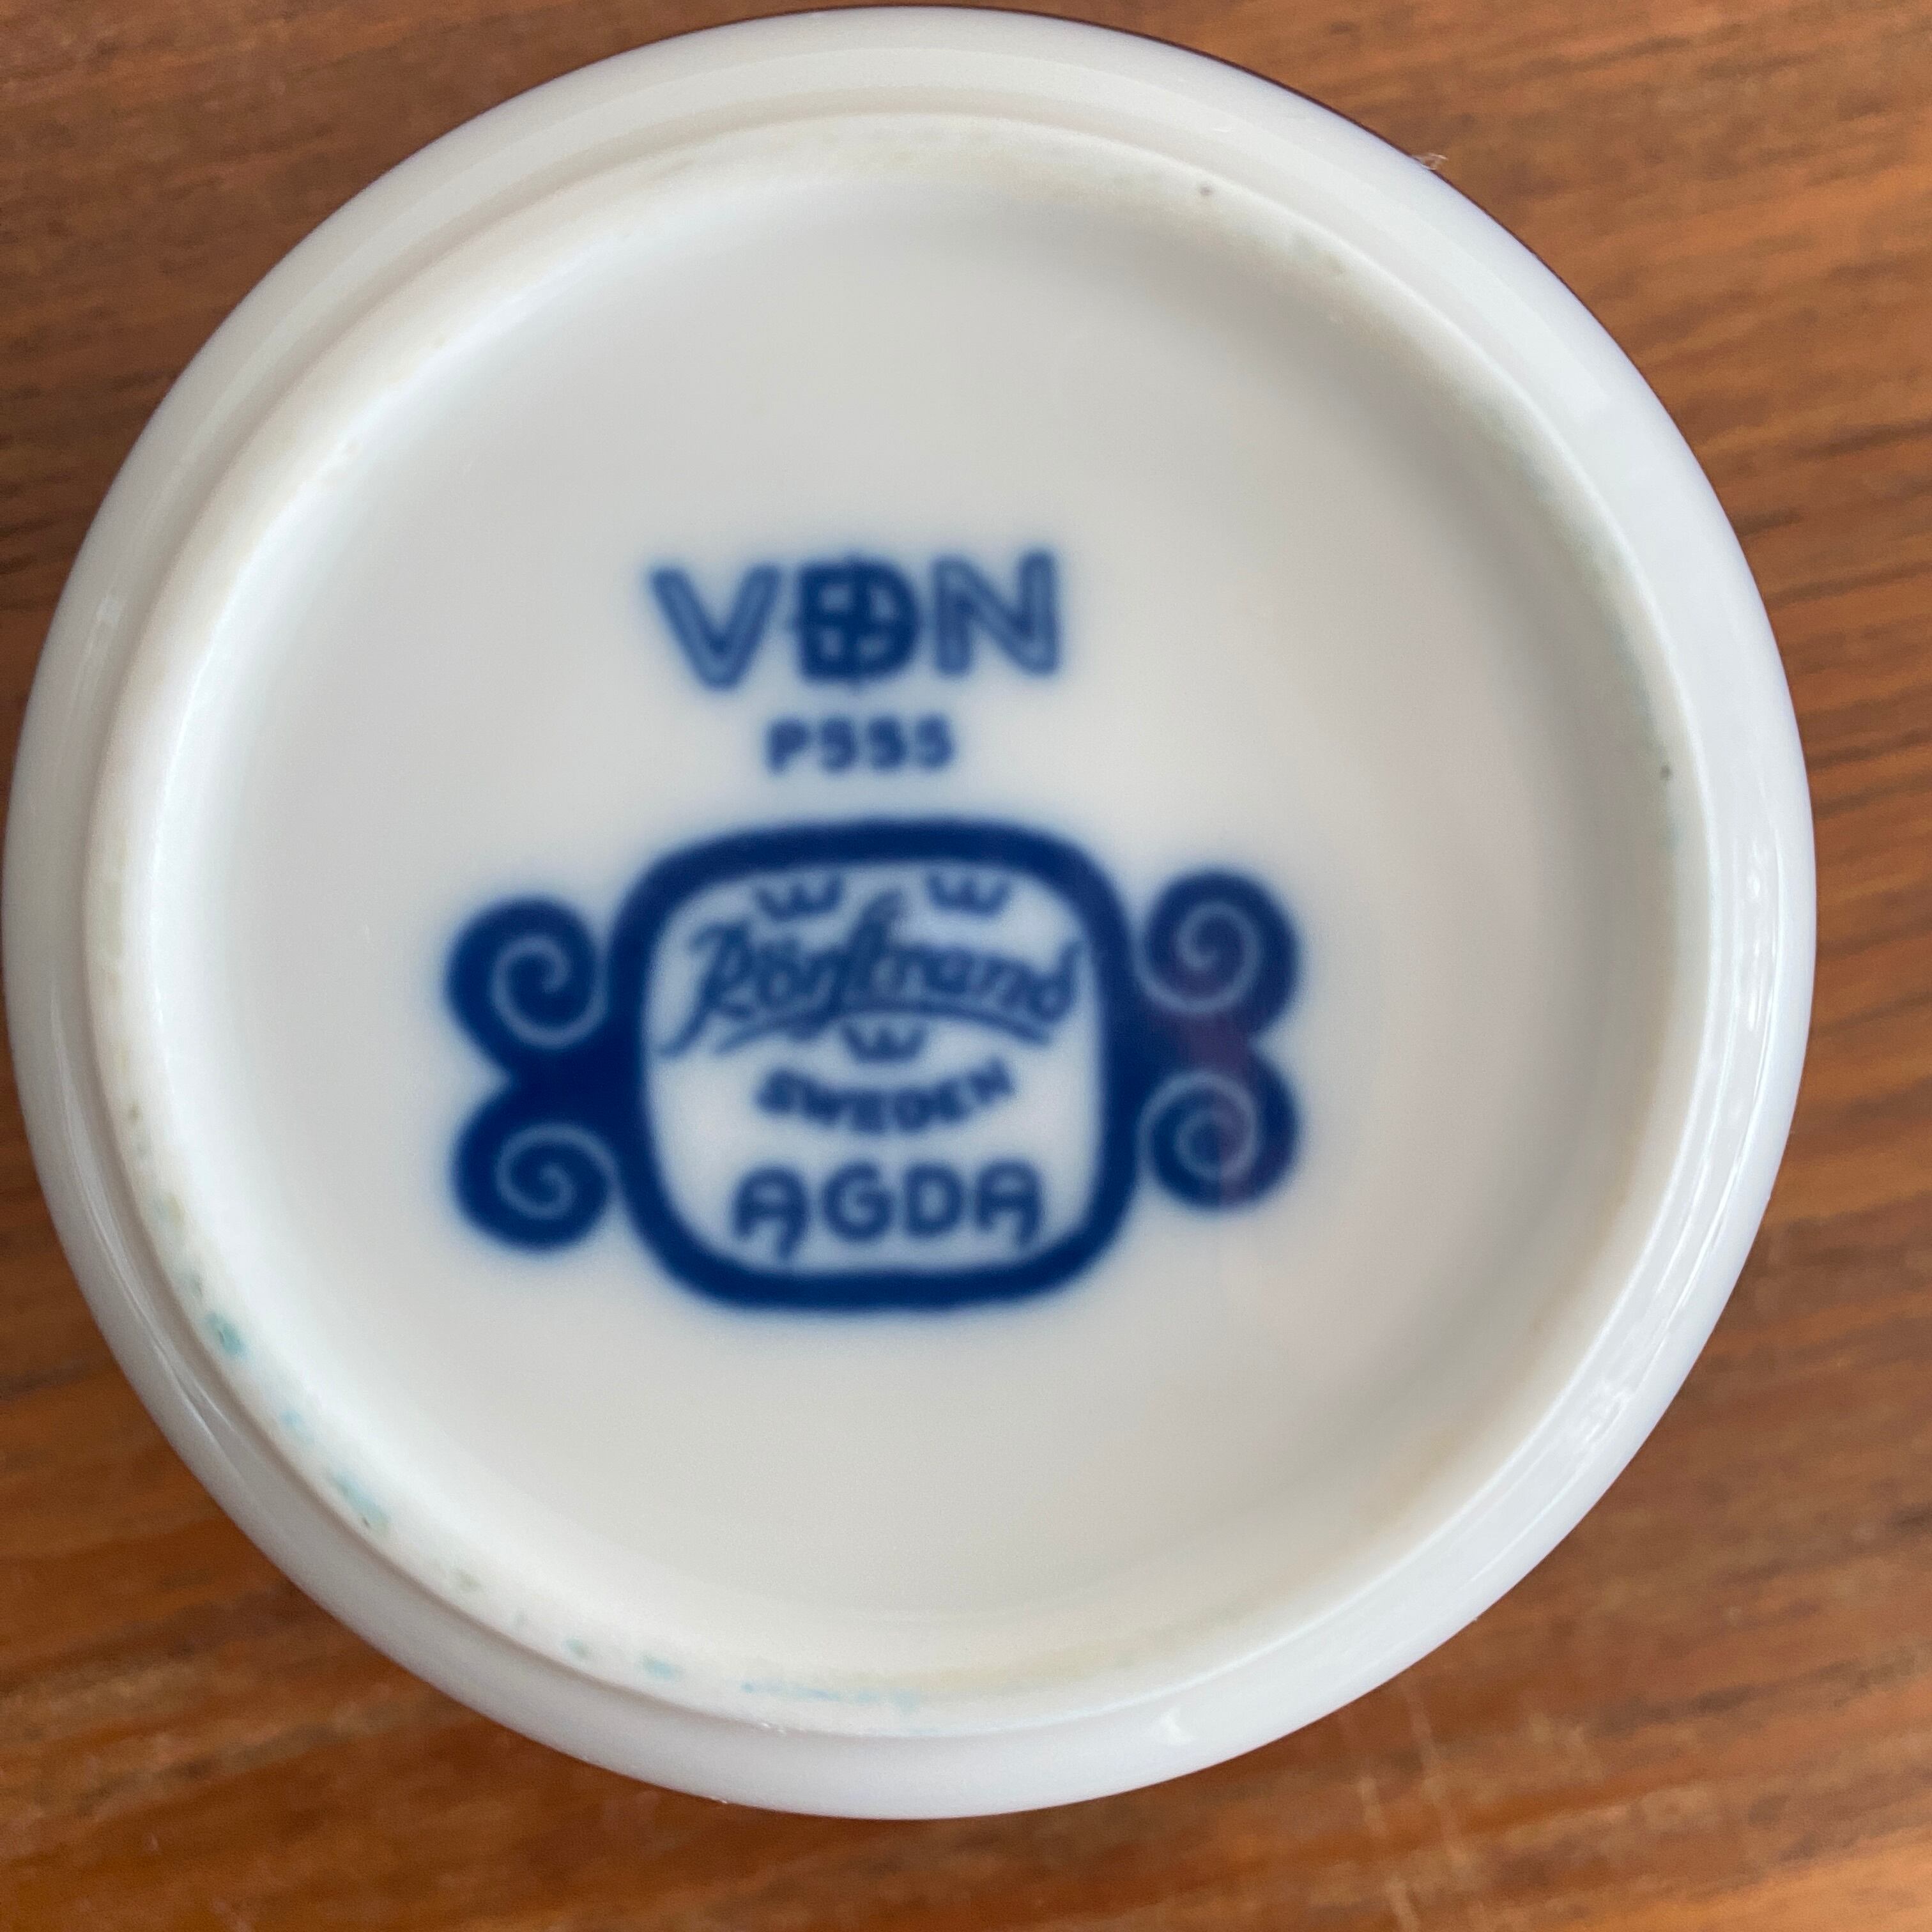 VDN
P555
Rörstrand
SWEDEN
AGDA